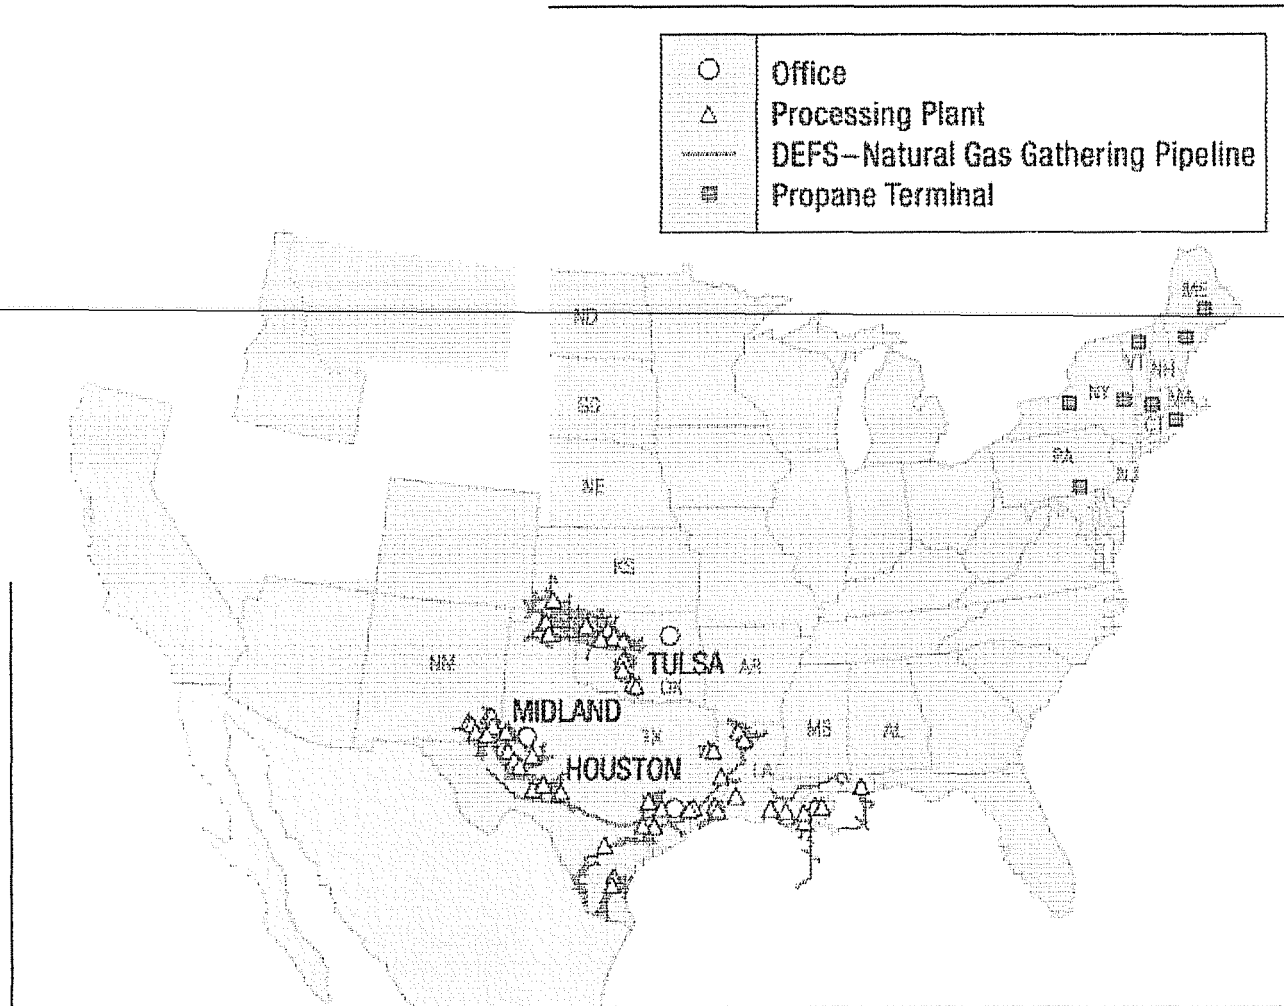 Office
Processing Plant
DEFS–Natural Gas Gathering Pipeline
Propane Terminal
ME
ND
VT
NH
NY
MA
SD
CT
PA
NJ
NE
KS
NM
TULSA
AR
OK
MIDLAND
TX
MS
AL
HOUSTON
LA